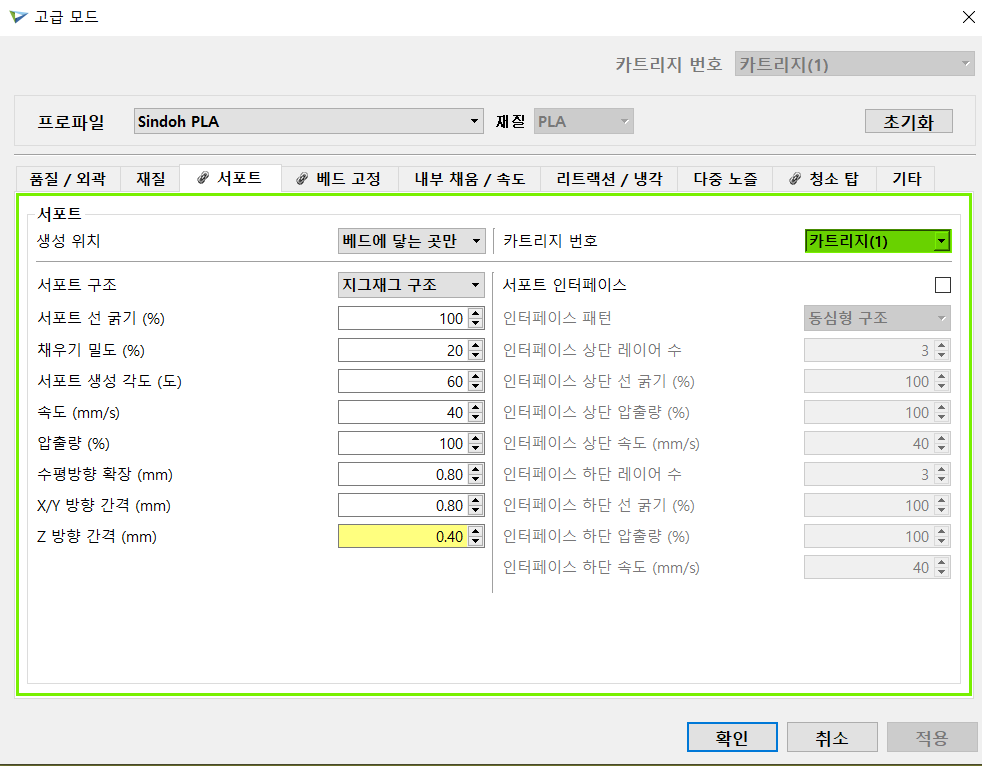 고급 모드
카트리지 번호 카트리지(1)
프로파일 Sindoh PLA 재질 PLA 초기화
품질 / 외곽 재질 서포트 베드 고정 내부 채움 / 속도 리트랙션 / 냉각 다중 노즐 청소 탑 기타
서포트
생성 위치 베드에 닿는 곳만 카트리지 번호 카트리지(1)
서포트 구조 지그재그 구조 서포트 인터페이스
서포트 선 굵기 (%) 100 인터페이스 패턴 동심형 구조
채우기 밀도 (%) 20 인터페이스 상단 레이어 수 3
서포트 생성 각도 (도) 60 인터페이스 상단 선 굵기 (%) 100
속도 (mm/s) 40 인터페이스 상단 압출량 (%) 100
압출량 (%) 100 인터페이스 상단 속도 (mm/s) 40
수평방향 확장 (mm) 0.80 인터페이스 하단 레이어 수 3
X/Y 방향 간격 (mm) 0.80 인터페이스 하단 선 굵기 (%) 100
Z 방향 간격 (mm) 0.40 인터페이스 하단 압출량 (%) 100
인터페이스 하단 속도 (mm/s) 40
확인 취소 적용